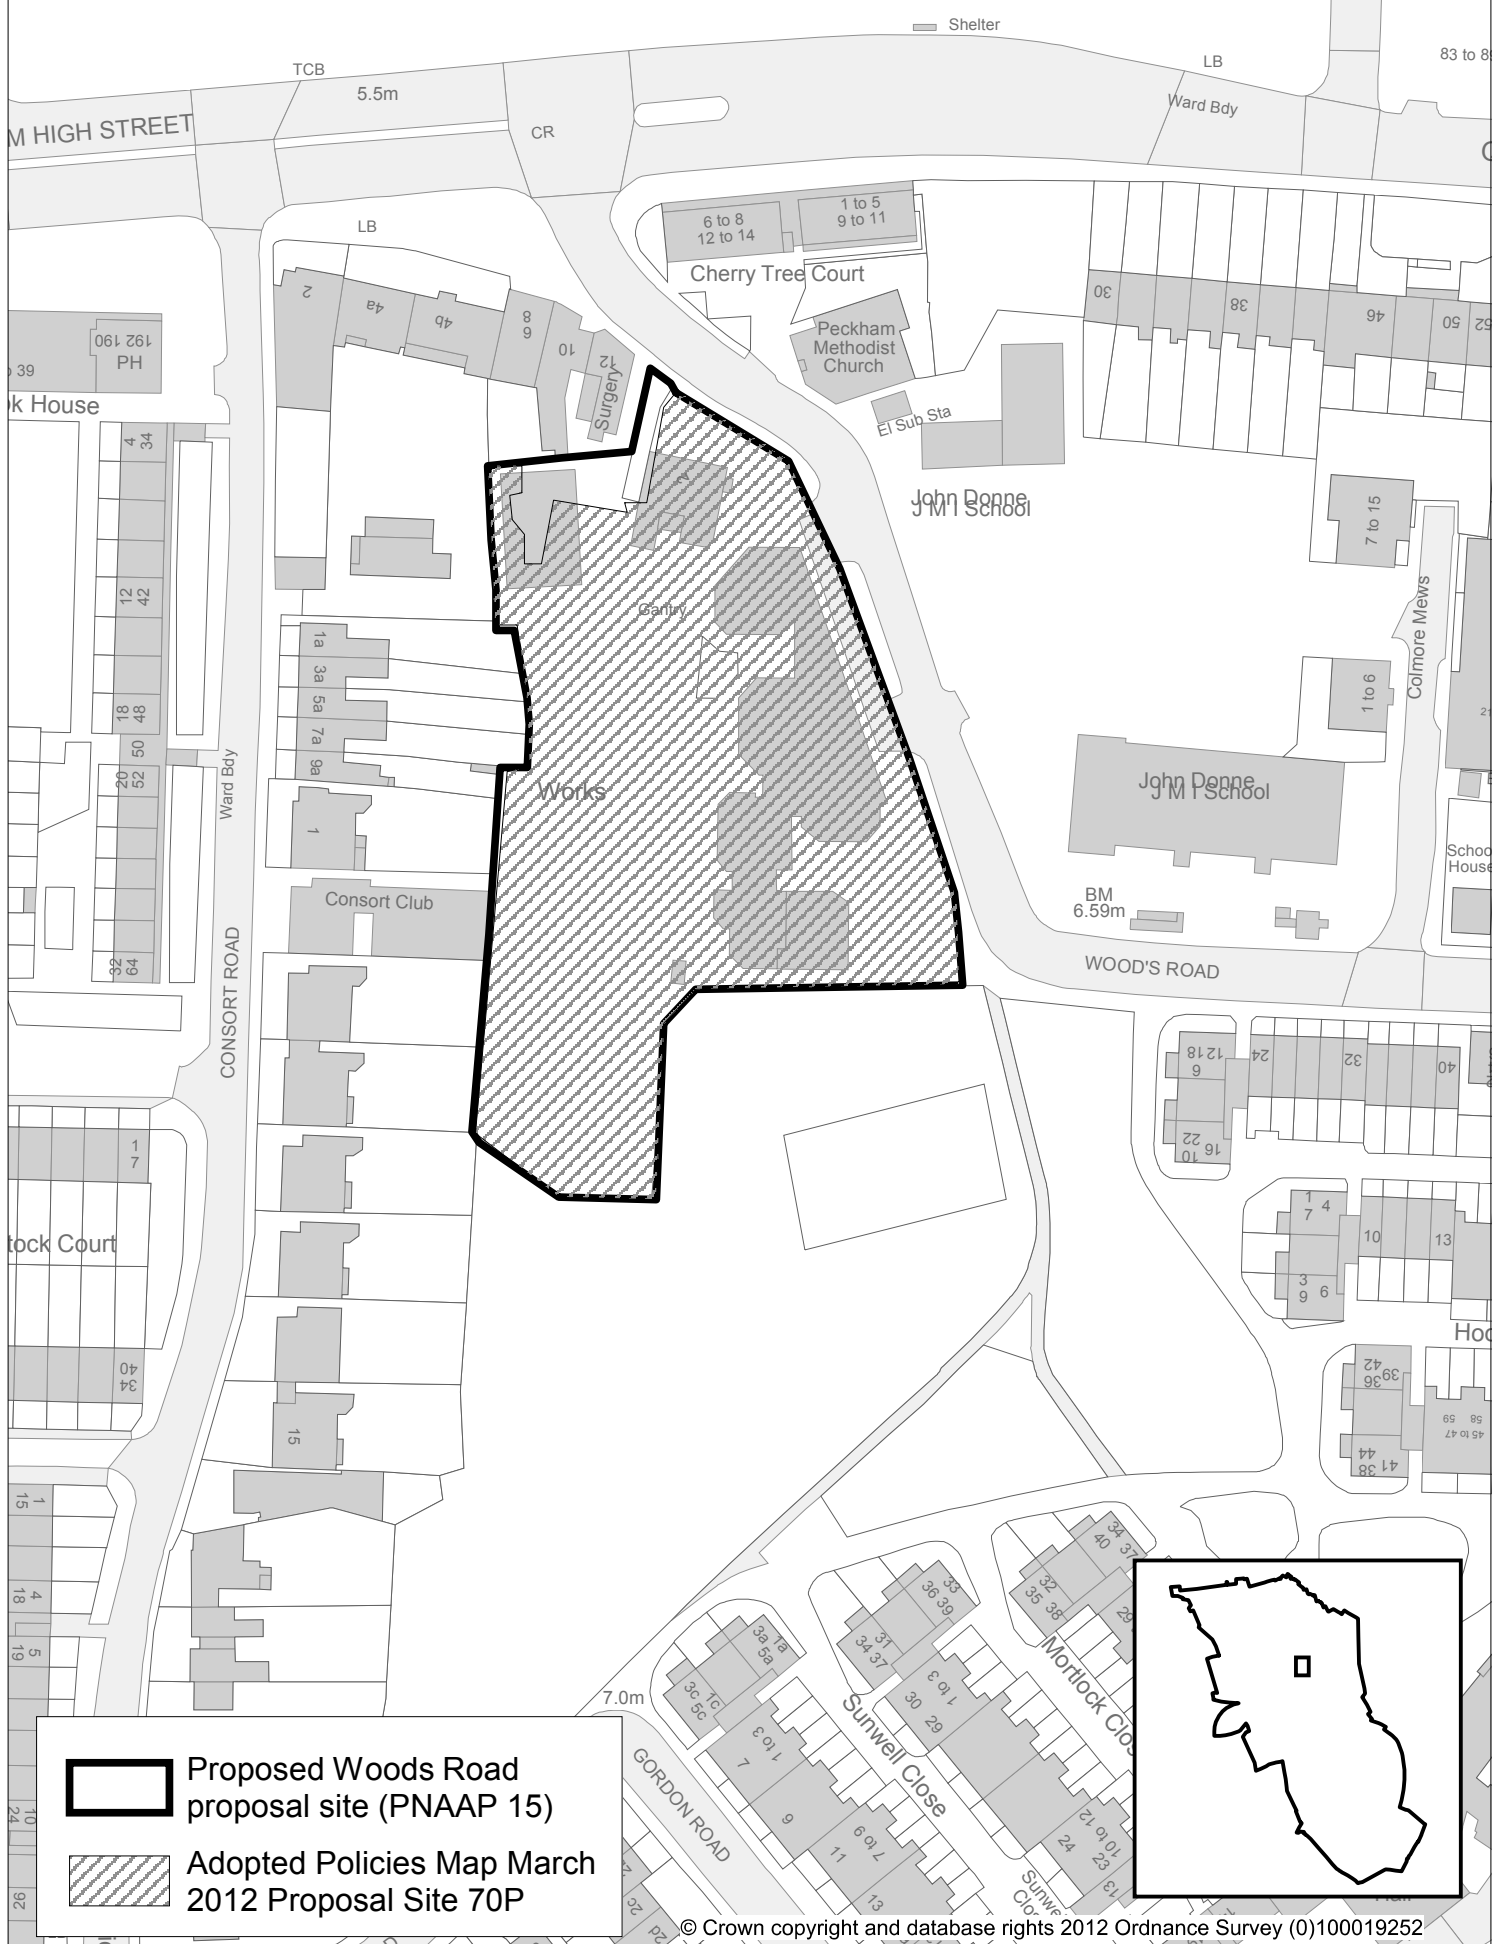 Shelter
TCB
LB
83 to 89
5.5m
Ward Bdy
M HIGH STREET
CR
LB
1 to 5
9 to 11
6 to 8
12 to 14
Cherry Tree Court
2
4a
4b
8
6
10
12
Surgery
30
38
46
50
52
Peckham
Methodist
Church
190 192
PH
39
k House
El Sub Sta
4
34
2
John Donne
J M I School
7 to 15
12
42
Gantry
Colmore Mews
1a
3a
5a
7a
9a
1 to 6
18
48
50
20
52
Ward Bdy
Works
John Donne
J M I School
1
Consort Club
BM
6.59m
CONSORT ROAD
32
64
WOOD'S ROAD
18 12
6
24
32
40
22
16
10
1
7
tock Court
1
7
4
10
13
3
9
6
40
34
42
36
39
59
58
45 to 47
44
38
41
15
1
15
4
18
5
19
34
37
40
32
35
38
29
33
36
39
31
34
37
3a
1a
5a
3c
1c
5c
1 to 3
30
29
Mortlock Clos
Sunwell Close
7.0m
GORDON ROAD
1 to 3
7
9
7 to 9
11
13
10 to 12
24
23
13
26
10
24
Proposed Woods Road
proposal site (PNAAP 15)
Adopted Policies Map March
2012 Proposal Site 70P
© Crown copyright and database rights 2012 Ordnance Survey (0)100019252